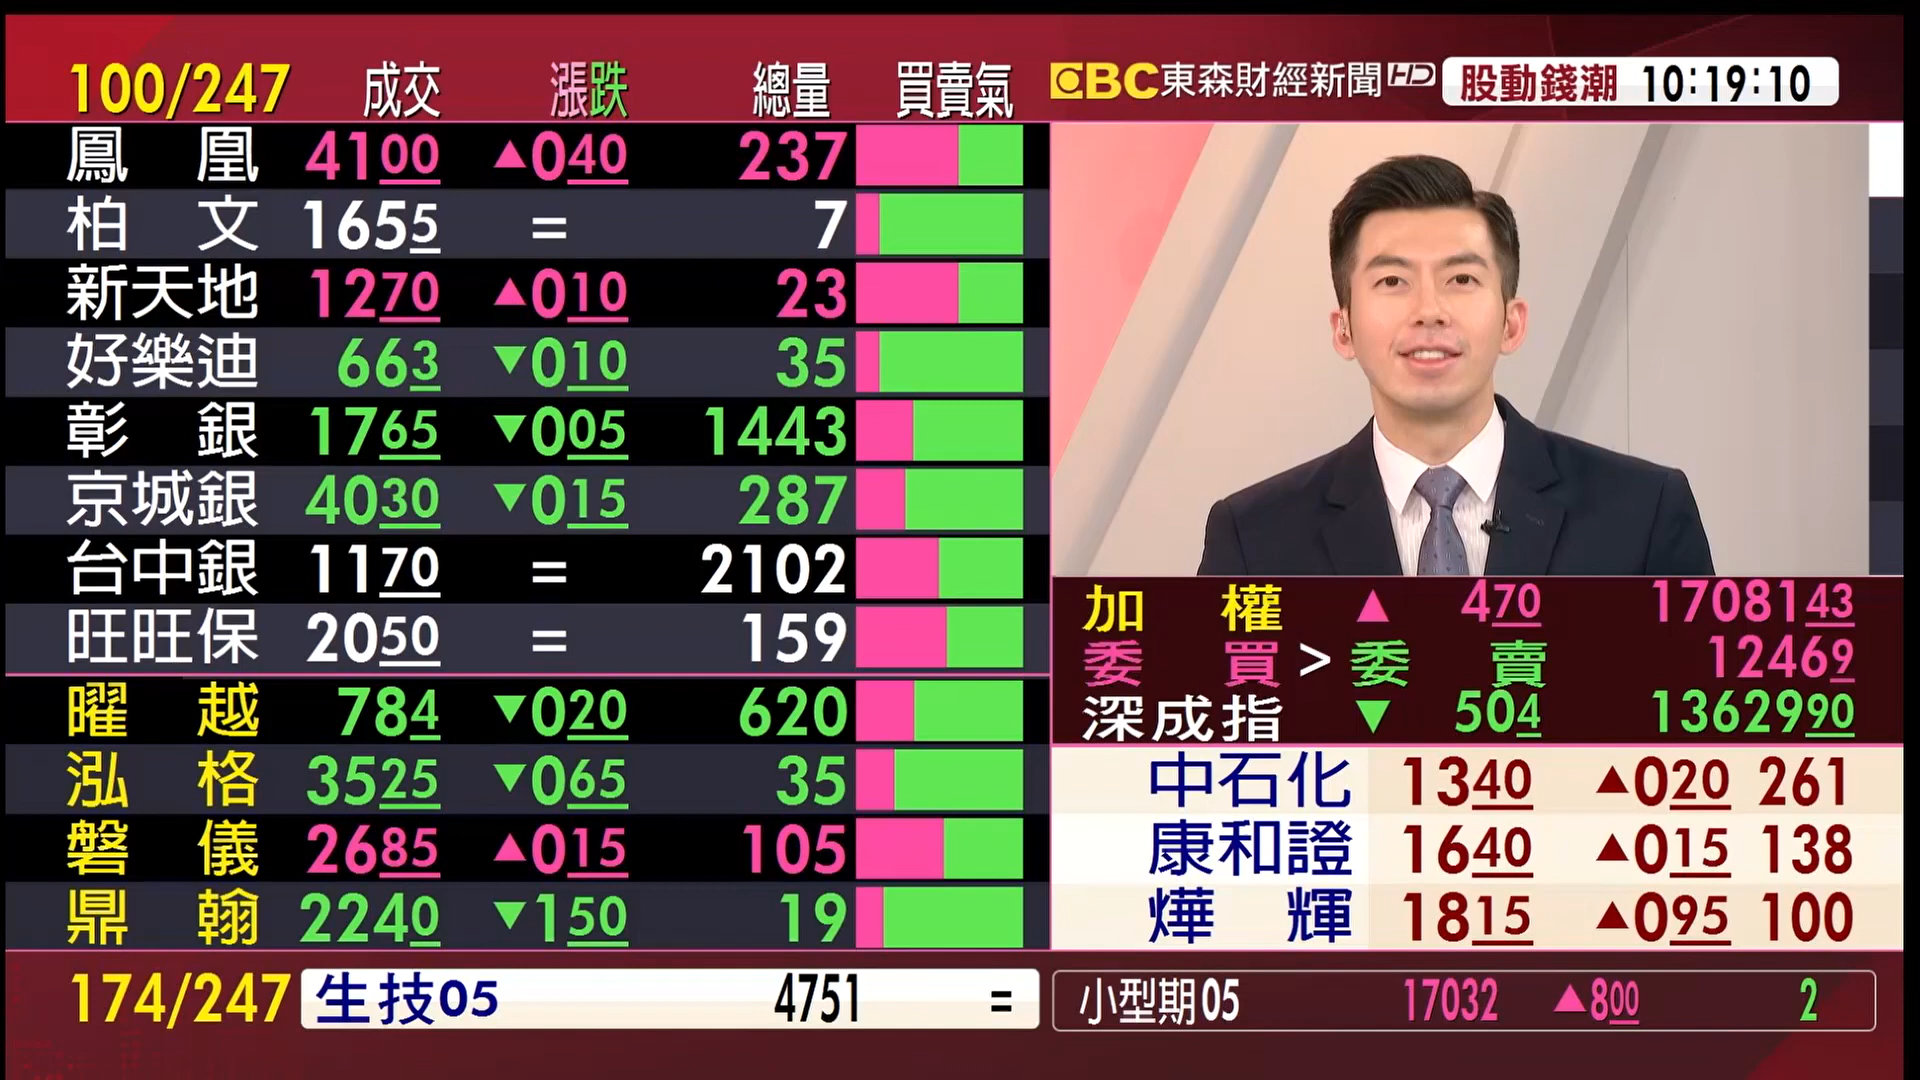 100/247 成交 漲跌 總量 買賣氣
鳳凰 4100 ▲040 237
柏文 1655 = 7
新天地 1270 ▲010 23
好樂迪 663 ▼010 35
彰銀 1765 ▼005 1443
京城銀 4030 ▼015 287
台中銀 1170 = 2102
旺旺保 2050 = 159
曜越 784 ▼020 620
泓格 3525 ▼065 35
磐儀 2685 ▲015 105
鼎翰 2240 ▼150 19
174/247 生技05 4751 =
EBC東森財經新聞HD 股動錢潮 10:19:10
加權 ▲ 470 1708143
委買>委賣 12469
深成指 ▼ 504 1362990
中石化 1340 ▲020 261
康和證 1640 ▲015 138
燁輝 1815 ▲095 100
小型期05 17032 ▲800 2